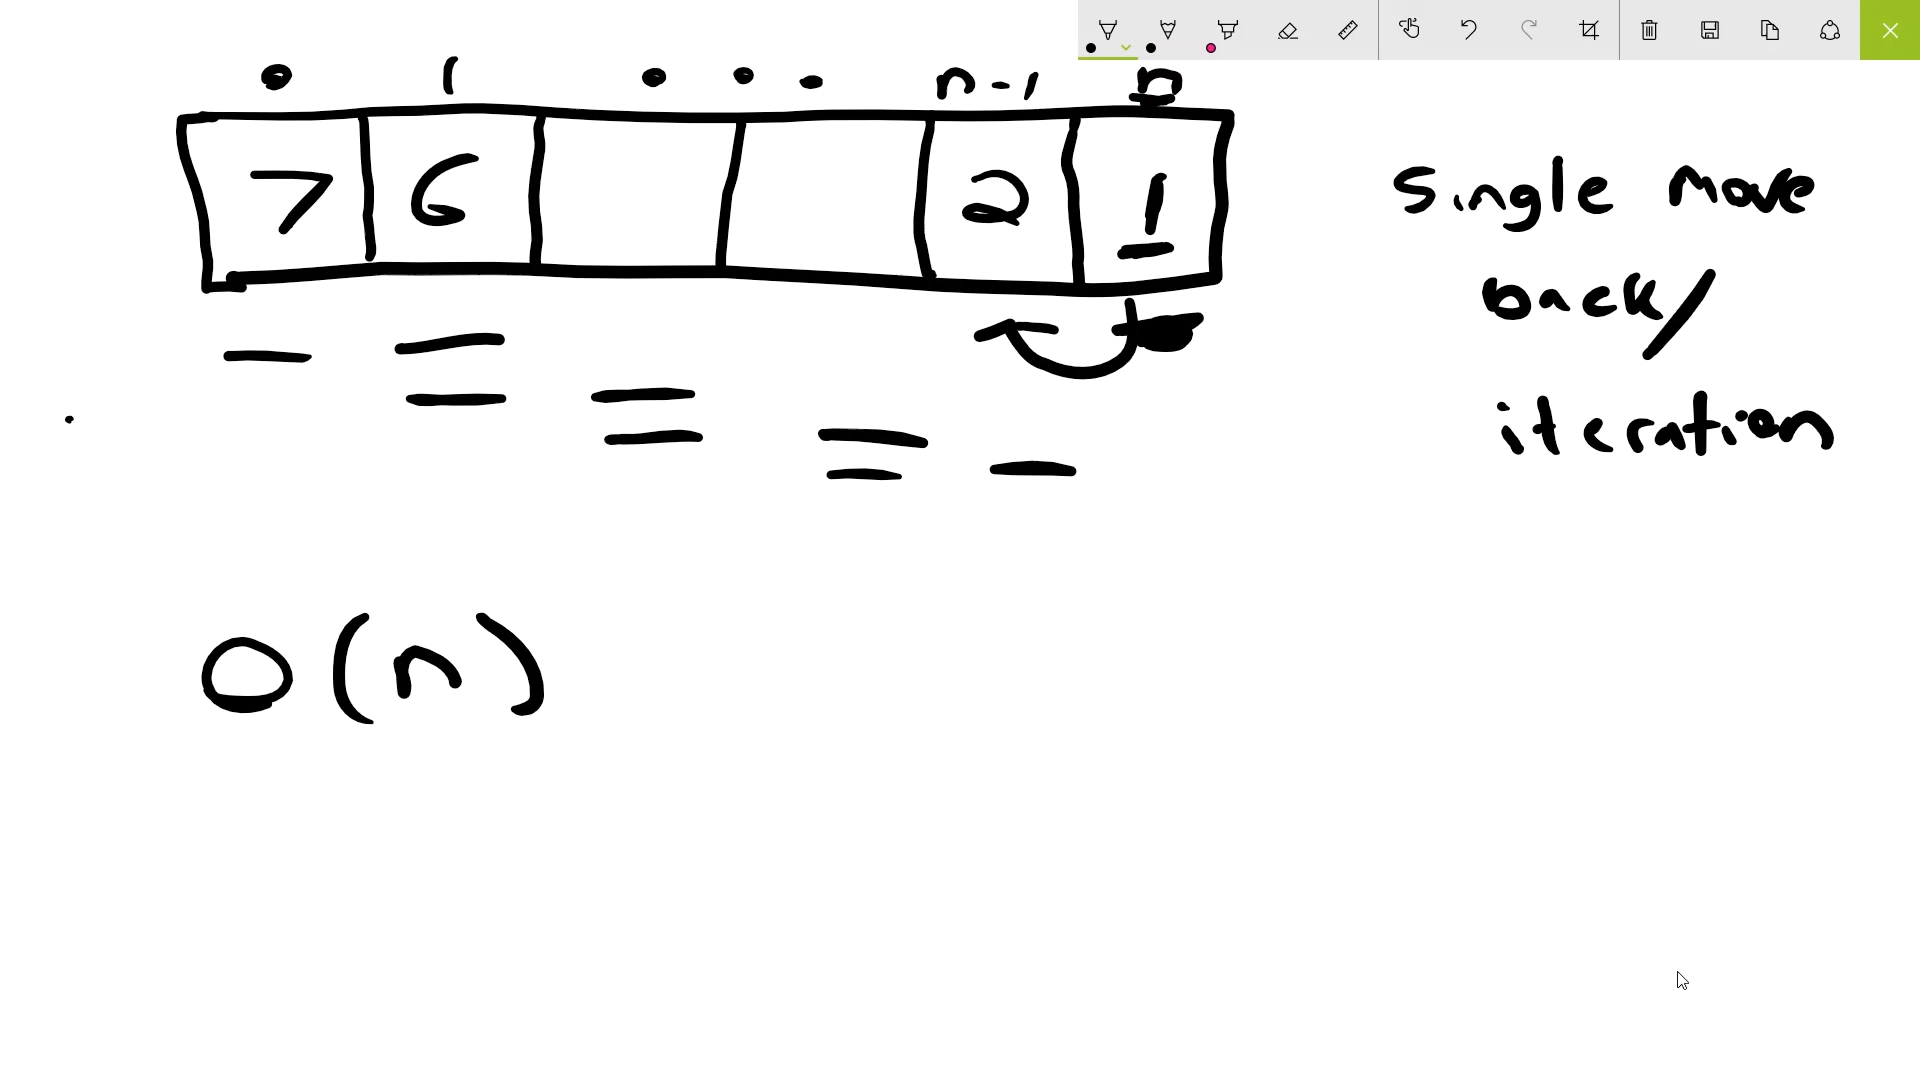 0 1 . . . n-1 n
7 6 2 1
single move
back/
iteration
O(n)